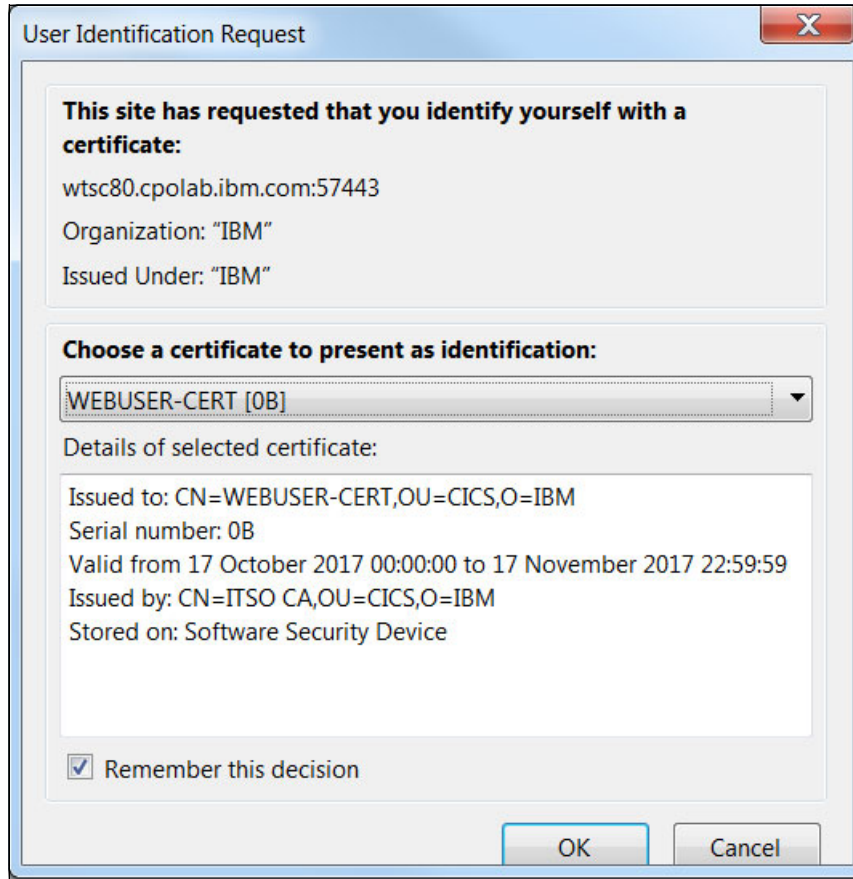 User Identification Request
This site has requested that you identify yourself with a
certificate:
wtsc80.cpolab.ibm.com:57443
Organization: “IBM”
Issued Under: “IBM”
Choose a certificate to present as identification:
WEBUSER-CERT [0B]
Details of selected certificate:
Issued to: CN=WEBUSER-CERT,OU=CICS,O=IBM
Serial number: 0B
Valid from 17 October 2017 00:00:00 to 17 November 2017 22:59:59
Issued by: CN=ITSO CA,OU=CICS,O=IBM
Stored on: Software Security Device
Remember this decision
OK Cancel